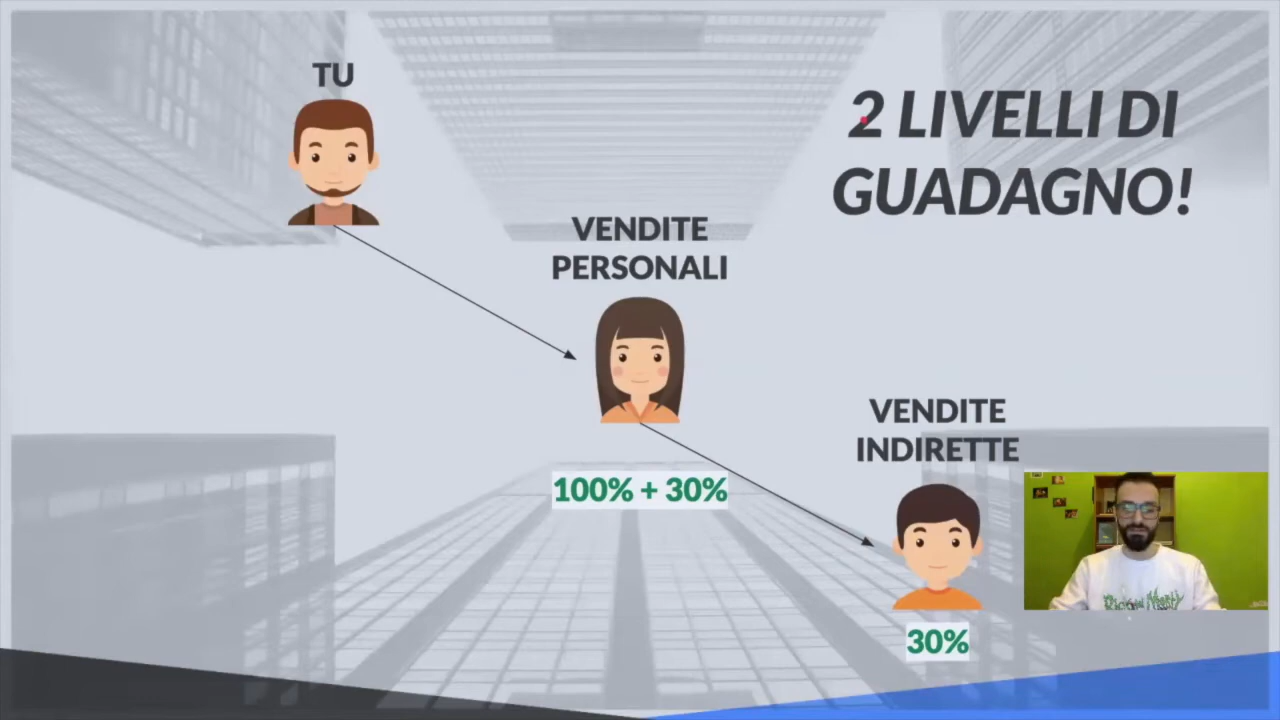 TU
2 LIVELLI DI
GUADAGNO!
VENDITE
PERSONALI
100% + 30%
VENDITE
INDIRETTE
30%